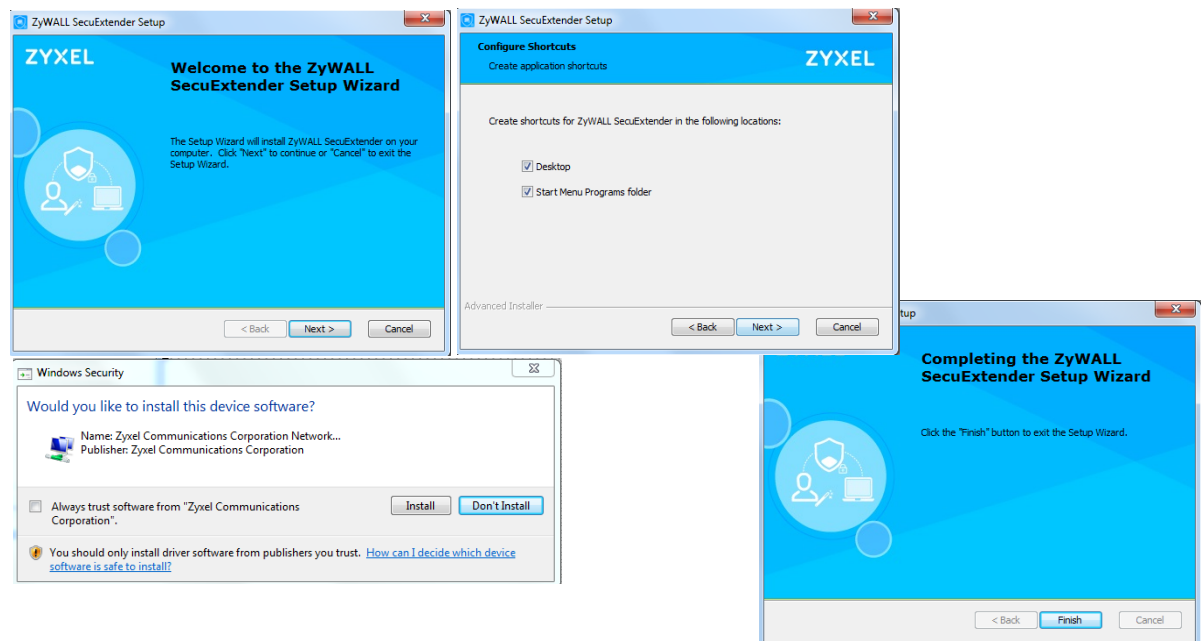 ZyWALL SecuExtender Setup
ZYXEL
Welcome to the ZyWALL
SecuExtender Setup Wizard
The Setup Wizard will install ZyWALL SecuExtender on your
computer. Click "Next" to continue or "Cancel" to exit the
Setup Wizard.
< Back
Next >
Cancel
ZyWALL SecuExtender Setup
Configure Shortcuts
Create application shortcuts
ZYXEL
Create shortcuts for ZyWALL SecuExtender in the following locations:
Desktop
Start Menu Programs folder
Advanced Installer
< Back
Next >
Cancel
Windows Security
Would you like to install this device software?
Name: Zyxel Communications Corporation Network...
Publisher: Zyxel Communications Corporation
Always trust software from "Zyxel Communications
Corporation".
Install
Don't Install
You should only install driver software from publishers you trust. How can I decide which device
software is safe to install?
tup
Completing the ZyWALL
SecuExtender Setup Wizard
Click the "Finish" button to exit the Setup Wizard.
< Back
Finish
Cancel